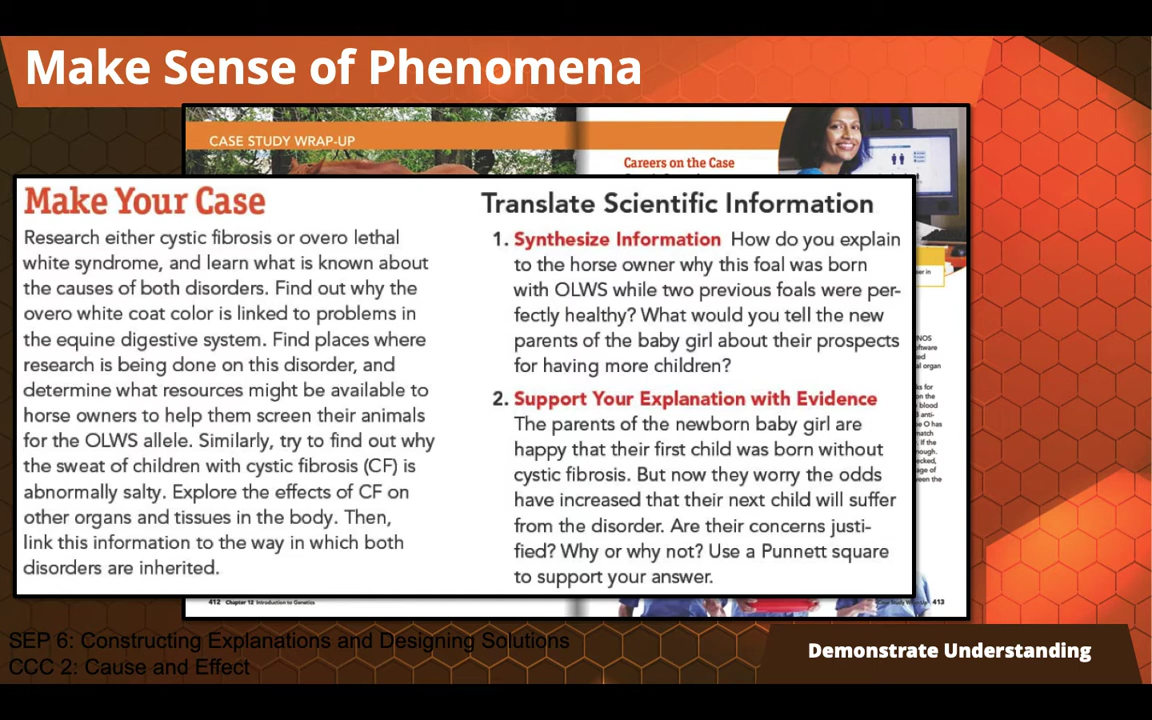 Make Sense of Phenomena
CASE STUDY WRAP-UP
Careers on the Case
Make Your Case
Research either cystic fibrosis or overo lethal
white syndrome, and learn what is known about
the causes of both disorders. Find out why the
overo white coat color is linked to problems in
the equine digestive system. Find places where
research is being done on this disorder, and
determine what resources might be available to
horse owners to help them screen their animals
for the OLWS allele. Similarly, try to find out why
the sweat of children with cystic fibrosis (CF) is
abnormally salty. Explore the effects of CF on
other organs and tissues in the body. Then,
link this information to the way in which both
disorders are inherited.
Translate Scientific Information
1. Synthesize Information How do you explain
to the horse owner why this foal was born
with OLWS while two previous foals were per-
fectly healthy? What would you tell the new
parents of the baby girl about their prospects
for having more children?
2. Support Your Explanation with Evidence
The parents of the newborn baby girl are
happy that their first child was born without
cystic fibrosis. But now they worry the odds
have increased that their next child will suffer
from the disorder. Are their concerns justi-
fied? Why or why not? Use a Punnett square
to support your answer.
412 Chapter 12 Introduction to Genetics
413
SEP 6: Constructing Explanations and Designing Solutions
CCC 2: Cause and Effect
Demonstrate Understanding